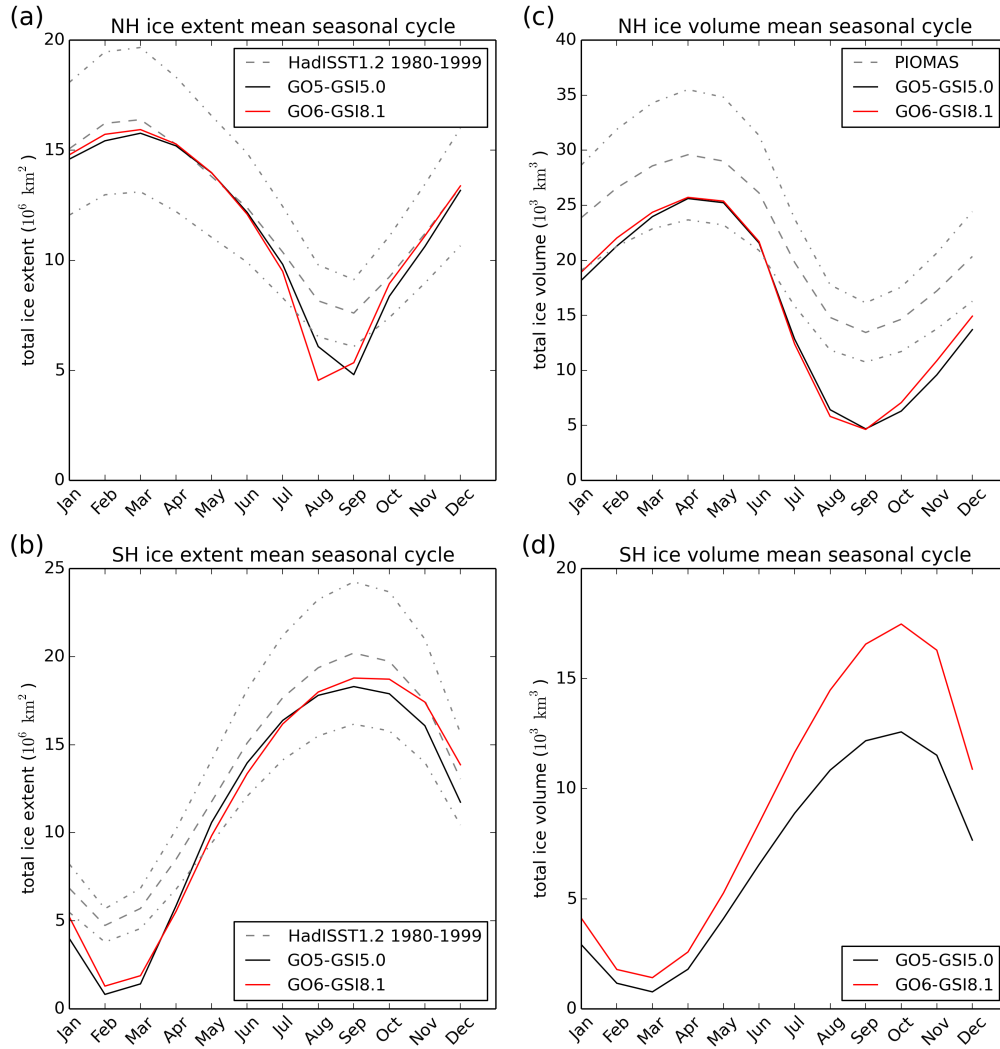 (a)
NH ice extent mean seasonal cycle
20
15
10
5
0
total ice extent (10⁶ km²)
HadISST1.2 1980-1999
GO5-GSI5.0
GO6-GSI8.1
Jan Feb Mar Apr May Jun Jul Aug Sep Oct Nov Dec
(c)
NH ice volume mean seasonal cycle
40
35
30
25
20
15
10
5
0
total ice volume (10³ km³)
PIOMAS
GO5-GSI5.0
GO6-GSI8.1
Jan Feb Mar Apr May Jun Jul Aug Sep Oct Nov Dec
(b)
SH ice extent mean seasonal cycle
25
20
15
10
5
0
total ice extent (10⁶ km²)
HadISST1.2 1980-1999
GO5-GSI5.0
GO6-GSI8.1
Jan Feb Mar Apr May Jun Jul Aug Sep Oct Nov Dec
(d)
SH ice volume mean seasonal cycle
20
15
10
5
0
total ice volume (10³ km³)
GO5-GSI5.0
GO6-GSI8.1
Jan Feb Mar Apr May Jun Jul Aug Sep Oct Nov Dec